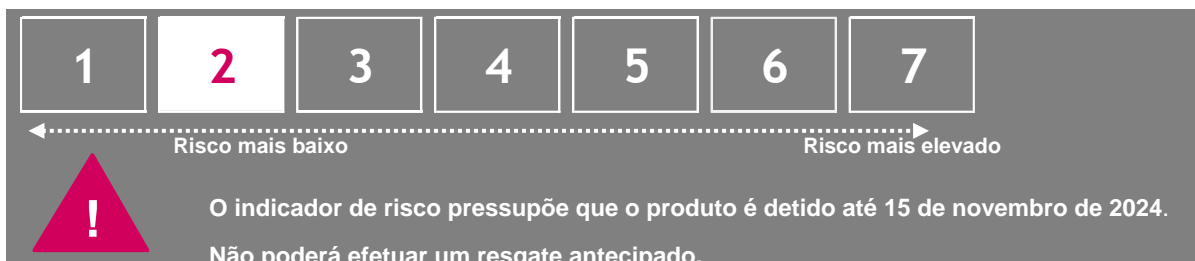 1 2 3 4 5 6 7
Risco mais baixo Risco mais elevado
!
O indicador de risco pressupõe que o produto é detido até 15 de novembro de 2024.
Não poderá efetuar um resgate antecipado.